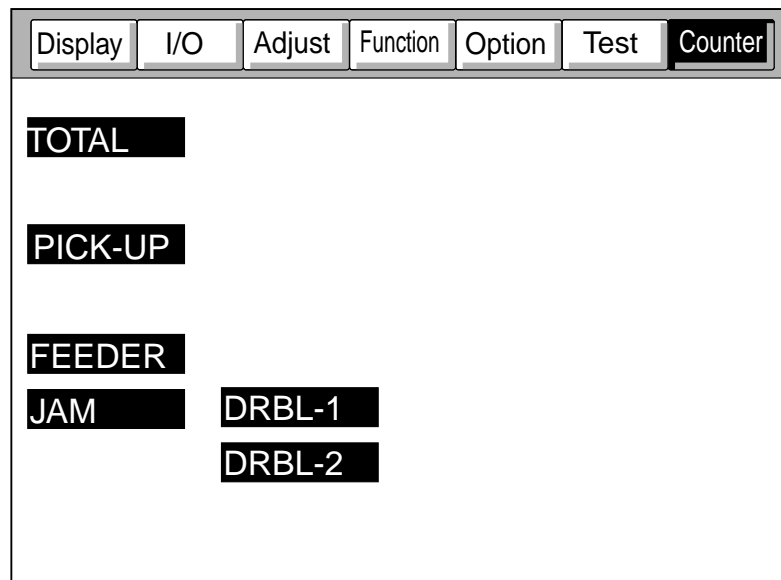 Display I/O Adjust Function Option Test Counter
TOTAL
PICK-UP
FEEDER
JAM DRBL-1
DRBL-2